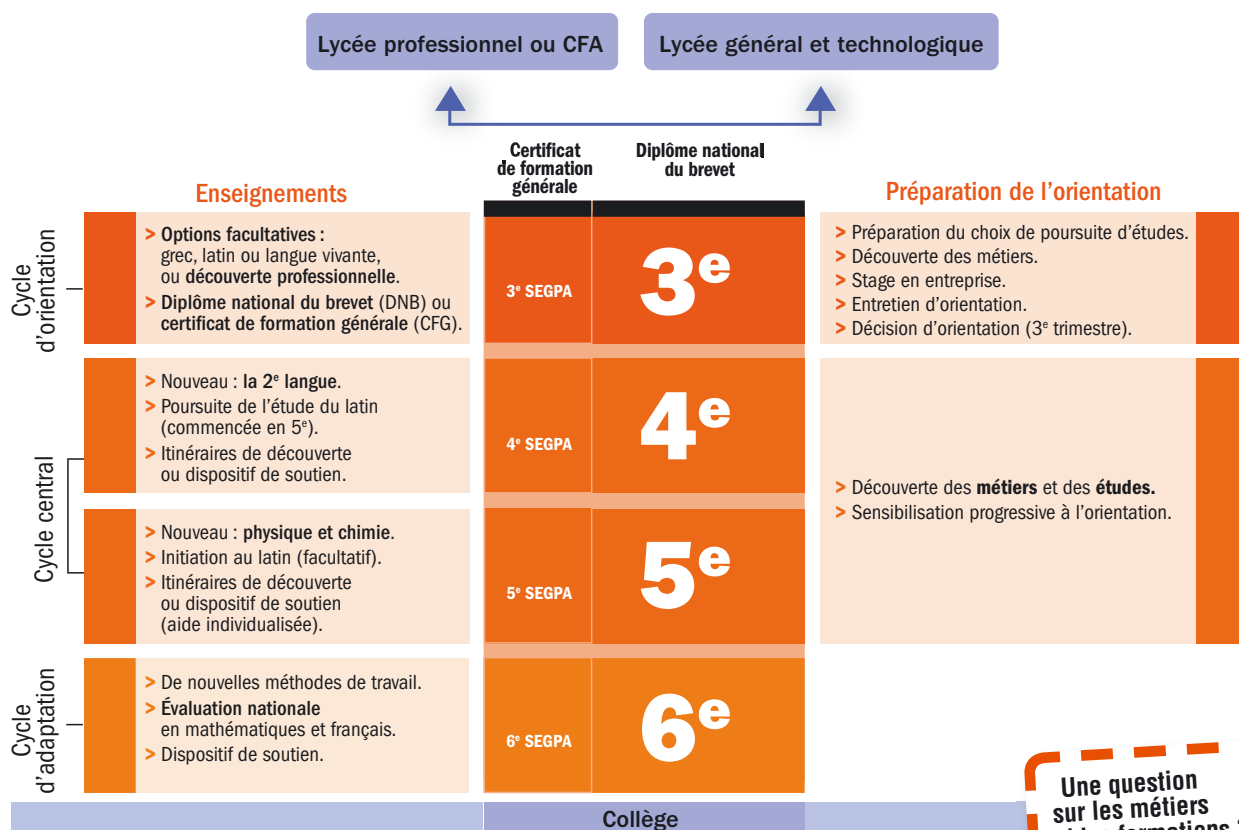 Lycée professionnel ou CFA
Lycée général et technologique
Certificat
de formation
générale
Diplôme national
du brevet
Enseignements
Préparation de l'orientation
Cycle
d'orientation
> Options facultatives :
grec, latin ou langue vivante,
ou découverte professionnelle.
> Diplôme national du brevet (DNB) ou
certificat de formation générale (CFG).
3e SEGPA
3e
> Préparation du choix de poursuite d'études.
> Découverte des métiers.
> Stage en entreprise.
> Entretien d'orientation.
> Décision d'orientation (3e trimestre).
Cycle central
> Nouveau : la 2e langue.
> Poursuite de l'étude du latin
(commencée en 5e).
> Itinéraires de découverte
ou dispositif de soutien.
4e SEGPA
4e
> Découverte des métiers et des études.
> Sensibilisation progressive à l'orientation.
> Nouveau : physique et chimie.
> Initiation au latin (facultatif).
> Itinéraires de découverte
ou dispositif de soutien
(aide individualisée).
5e SEGPA
5e
Cycle
d'adaptation
> De nouvelles méthodes de travail.
> Évaluation nationale
en mathématiques et français.
> Dispositif de soutien.
6e SEGPA
6e
Collège
Une question
sur les métiers